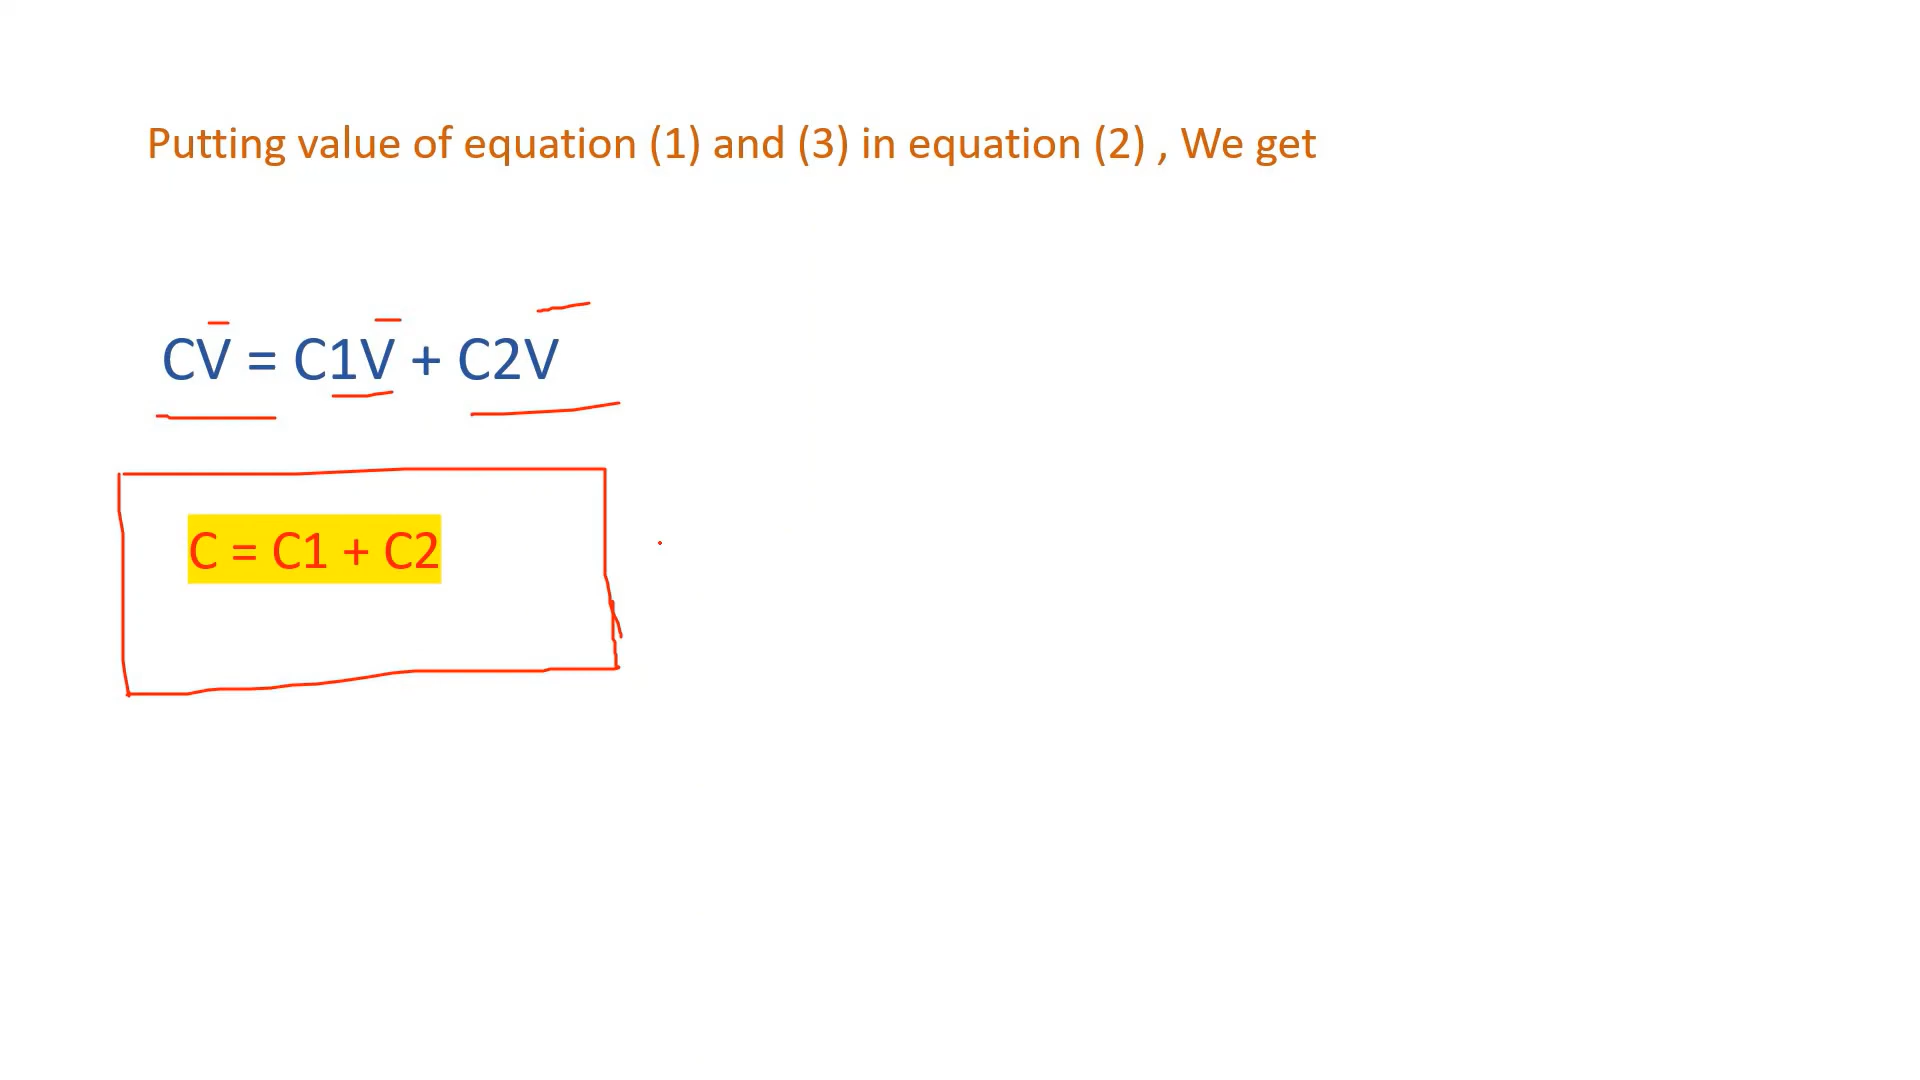 Putting value of equation (1) and (3) in equation (2) , We get
CV = C1V + C2V
C = C1 + C2